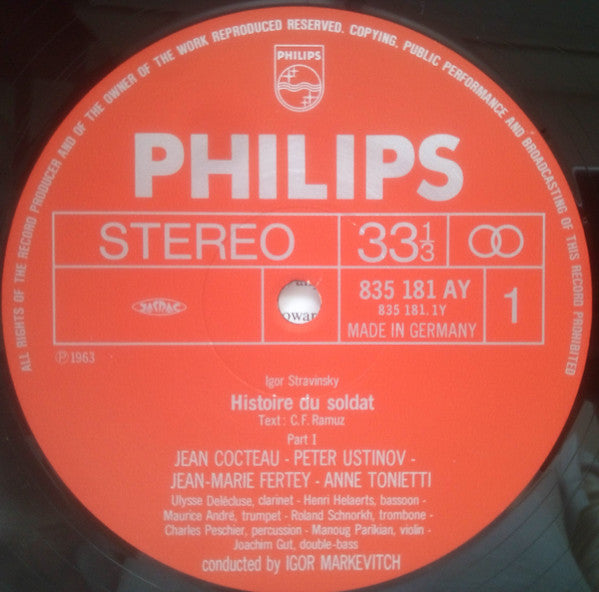 ALL RIGHTS OF THE RECORD PRODUCER AND OF THE OWNER OF THE WORK REPRODUCED RESERVED. COPYING, PUBLIC PERFORMANCE AND BROADCASTING OF THIS RECORD PROHIBITED
PHILIPS
PHILIPS
STEREO
33 1/3
835 181 AY
835 181.1Y
MADE IN GERMANY
1
Ⓟ 1963
Igor Stravinsky
Histoire du soldat
Text: C.F. Ramuz
Part I
JEAN COCTEAU - PETER USTINOV -
JEAN-MARIE FERTEY - ANNE TONIETTI
Ulysse Delécluse, clarinet - Henri Helaerts, bassoon -
Maurice André, trumpet - Roland Schnorkh, trombone -
Charles Peschier, percussion - Manoug Parikian, violin -
Joachim Gut, double-bass
conducted by IGOR MARKEVITCH